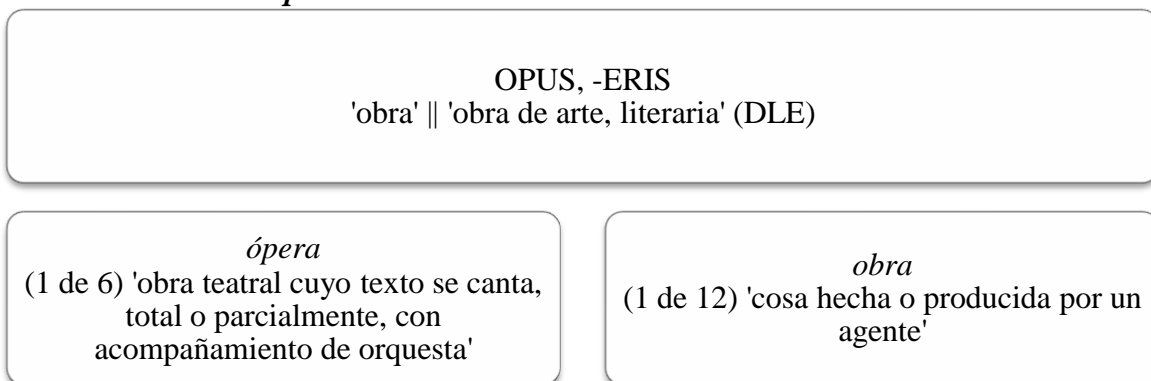 OPUS, -ERIS
'obra' || 'obra de arte, literaria' (DLE)
ópera
(1 de 6) 'obra teatral cuyo texto se canta,
total o parcialmente, con
acompañamiento de orquesta'
obra
(1 de 12) 'cosa hecha o producida por un
agente'